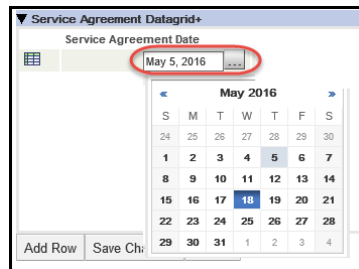 ▼ Service Agreement Datagrid+
Service Agreement Date
May 5, 2016 ...
« May 2016 »
S M T W T F S
24 25 26 27 28 29 30
1 2 3 4 5 6 7
8 9 10 11 12 13 14
15 16 17 18 19 20 21
22 23 24 25 26 27 28
29 30 31 1 2 3 4
Add Row Save Ch